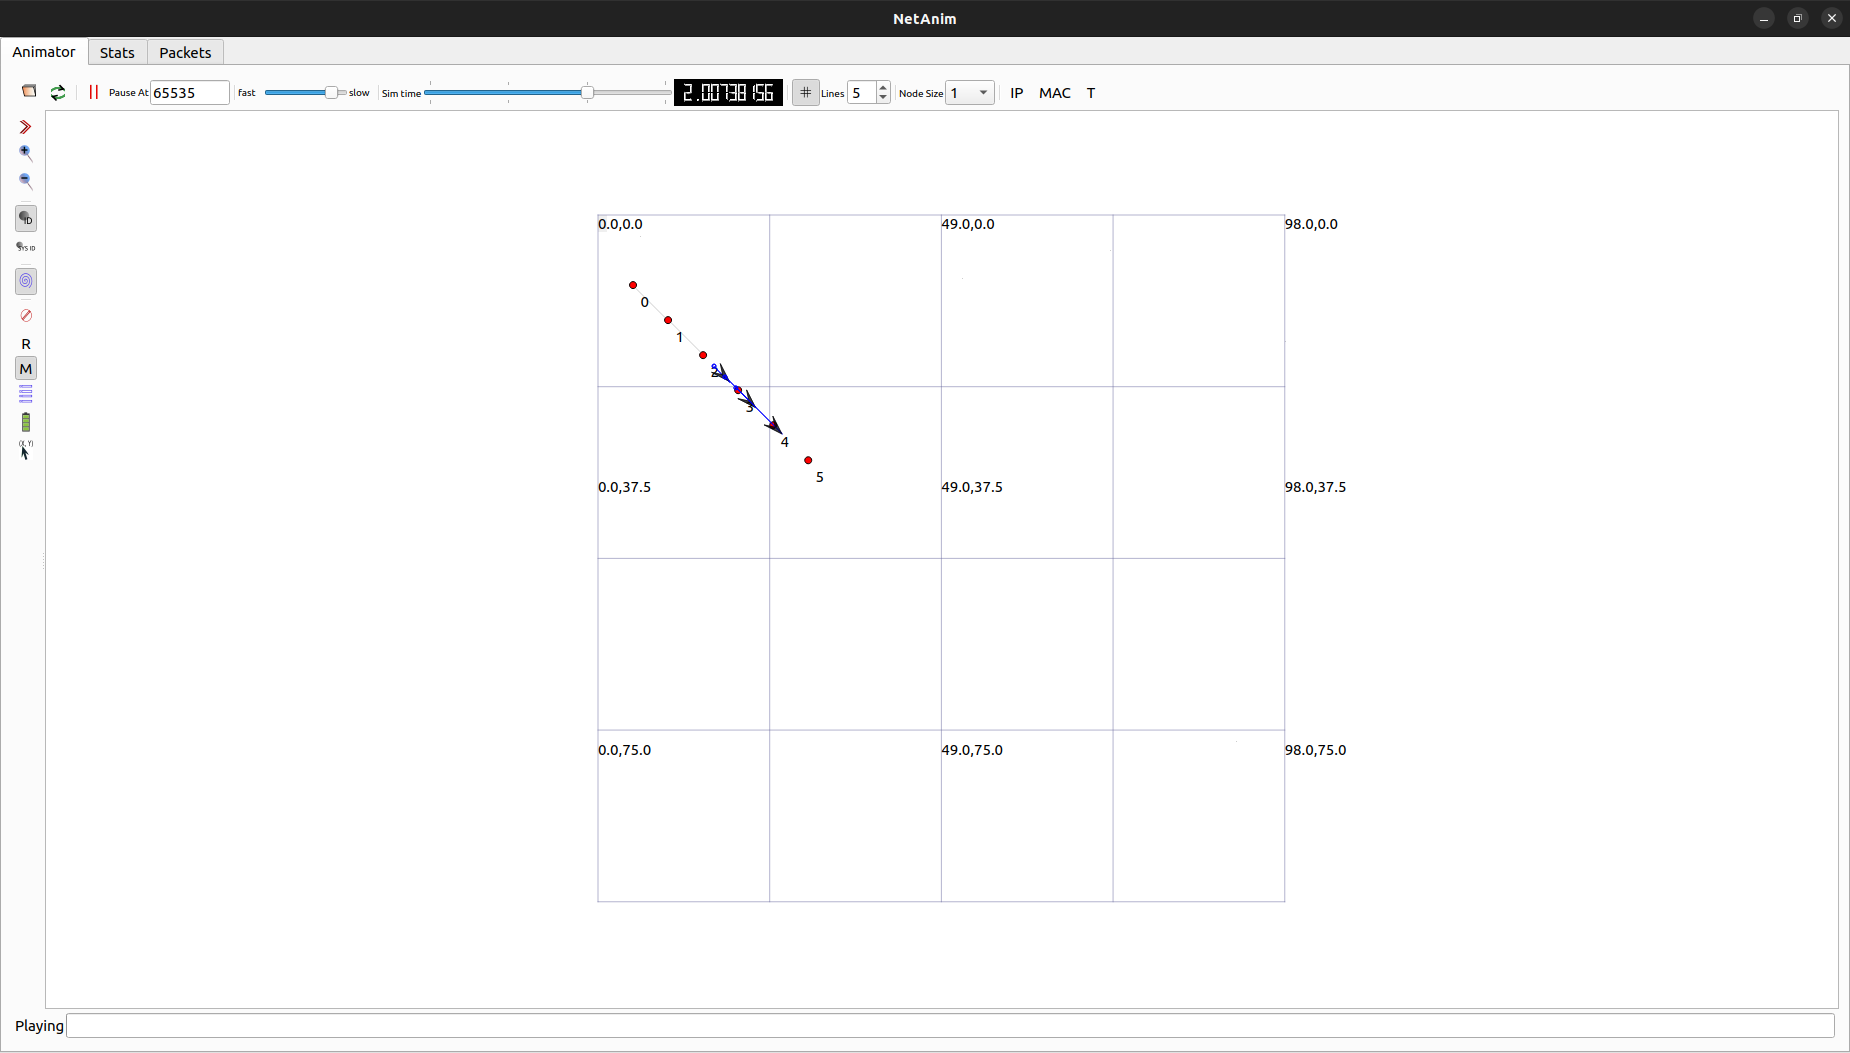 NetAnim
Animator Stats Packets
Pause At 65535 fast slow Sim time 2.00738156 # Lines 5 Node Size 1 IP MAC T
ID
SYS ID
R
M
(X, Y)
0.0,0.0 49.0,0.0 98.0,0.0
0
1
2
3
4
5
0.0,37.5 49.0,37.5 98.0,37.5
0.0,75.0 49.0,75.0 98.0,75.0
Playing